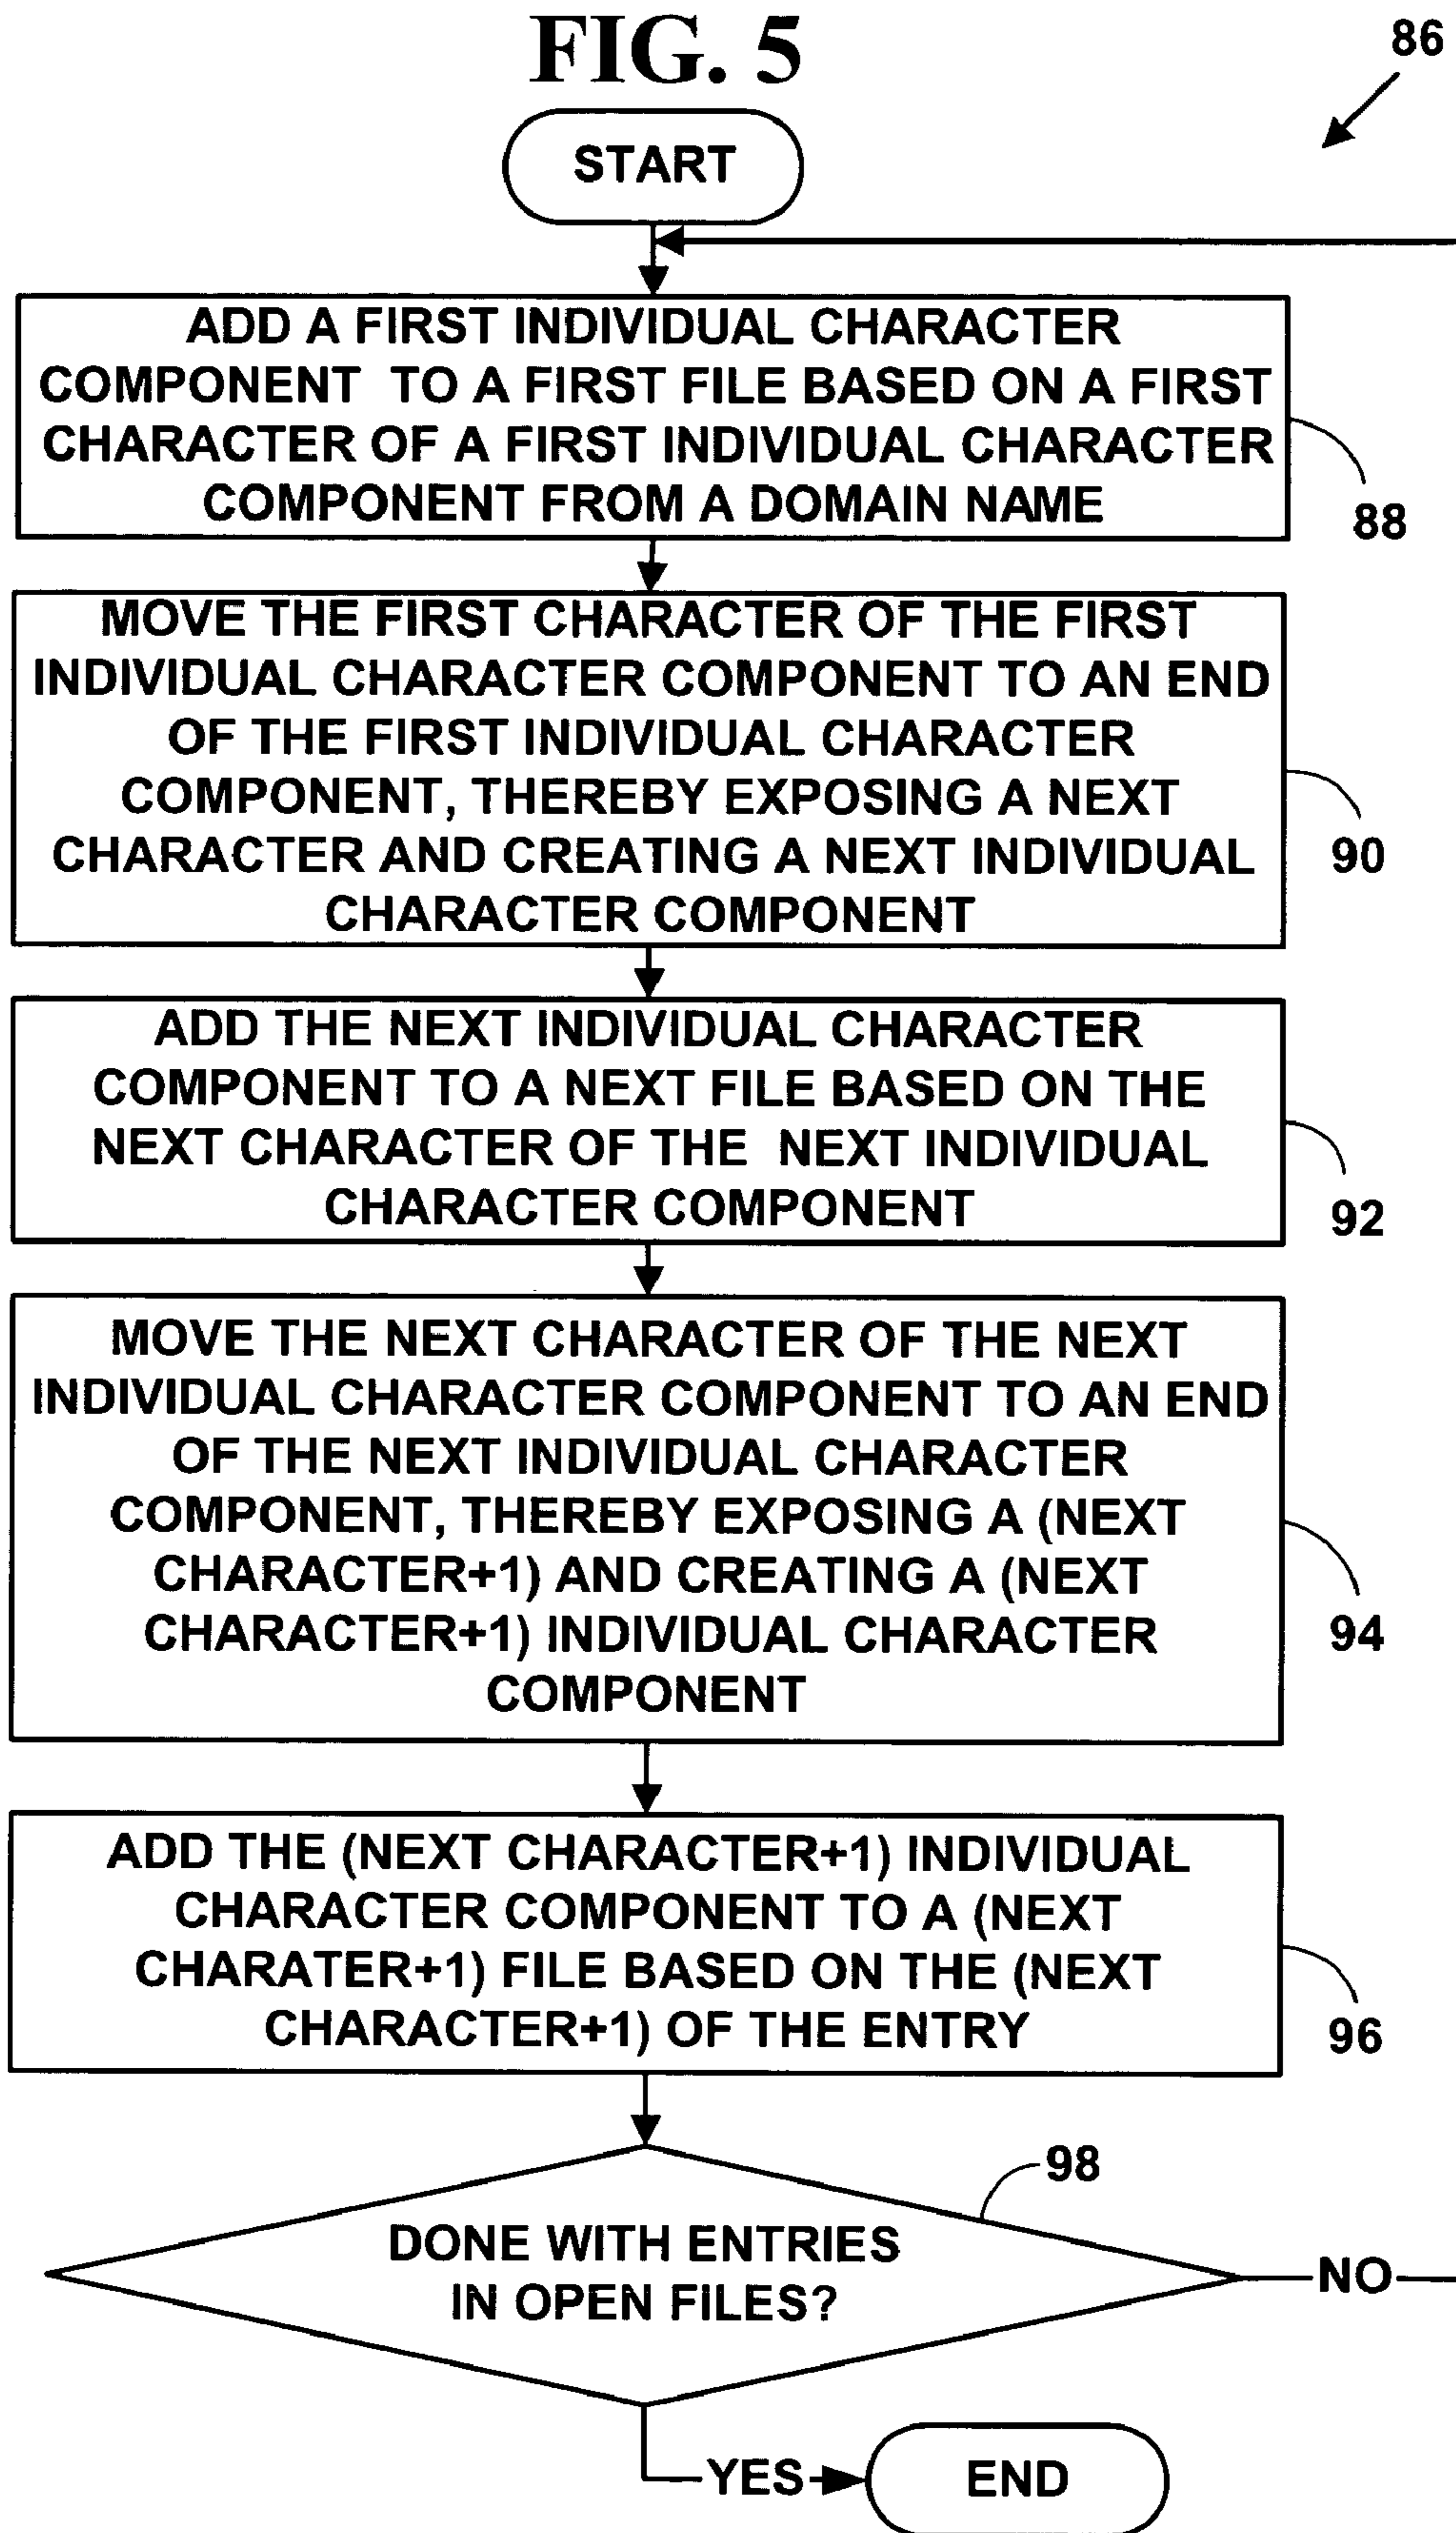 FIG. 5
86
START
ADD A FIRST INDIVIDUAL CHARACTER
COMPONENT TO A FIRST FILE BASED ON A FIRST
CHARACTER OF A FIRST INDIVIDUAL CHARACTER
COMPONENT FROM A DOMAIN NAME
88
MOVE THE FIRST CHARACTER OF THE FIRST
INDIVIDUAL CHARACTER COMPONENT TO AN END
OF THE FIRST INDIVIDUAL CHARACTER
COMPONENT, THEREBY EXPOSING A NEXT
CHARACTER AND CREATING A NEXT INDIVIDUAL
CHARACTER COMPONENT
90
ADD THE NEXT INDIVIDUAL CHARACTER
COMPONENT TO A NEXT FILE BASED ON THE
NEXT CHARACTER OF THE NEXT INDIVIDUAL
CHARACTER COMPONENT
92
MOVE THE NEXT CHARACTER OF THE NEXT
INDIVIDUAL CHARACTER COMPONENT TO AN END
OF THE NEXT INDIVIDUAL CHARACTER
COMPONENT, THEREBY EXPOSING A (NEXT
CHARACTER+1) AND CREATING A (NEXT
CHARACTER+1) INDIVIDUAL CHARACTER
COMPONENT
94
ADD THE (NEXT CHARACTER+1) INDIVIDUAL
CHARACTER COMPONENT TO A (NEXT
CHARATER+1) FILE BASED ON THE (NEXT
CHARACTER+1) OF THE ENTRY
96
98
DONE WITH ENTRIES
IN OPEN FILES?
NO
YES
END